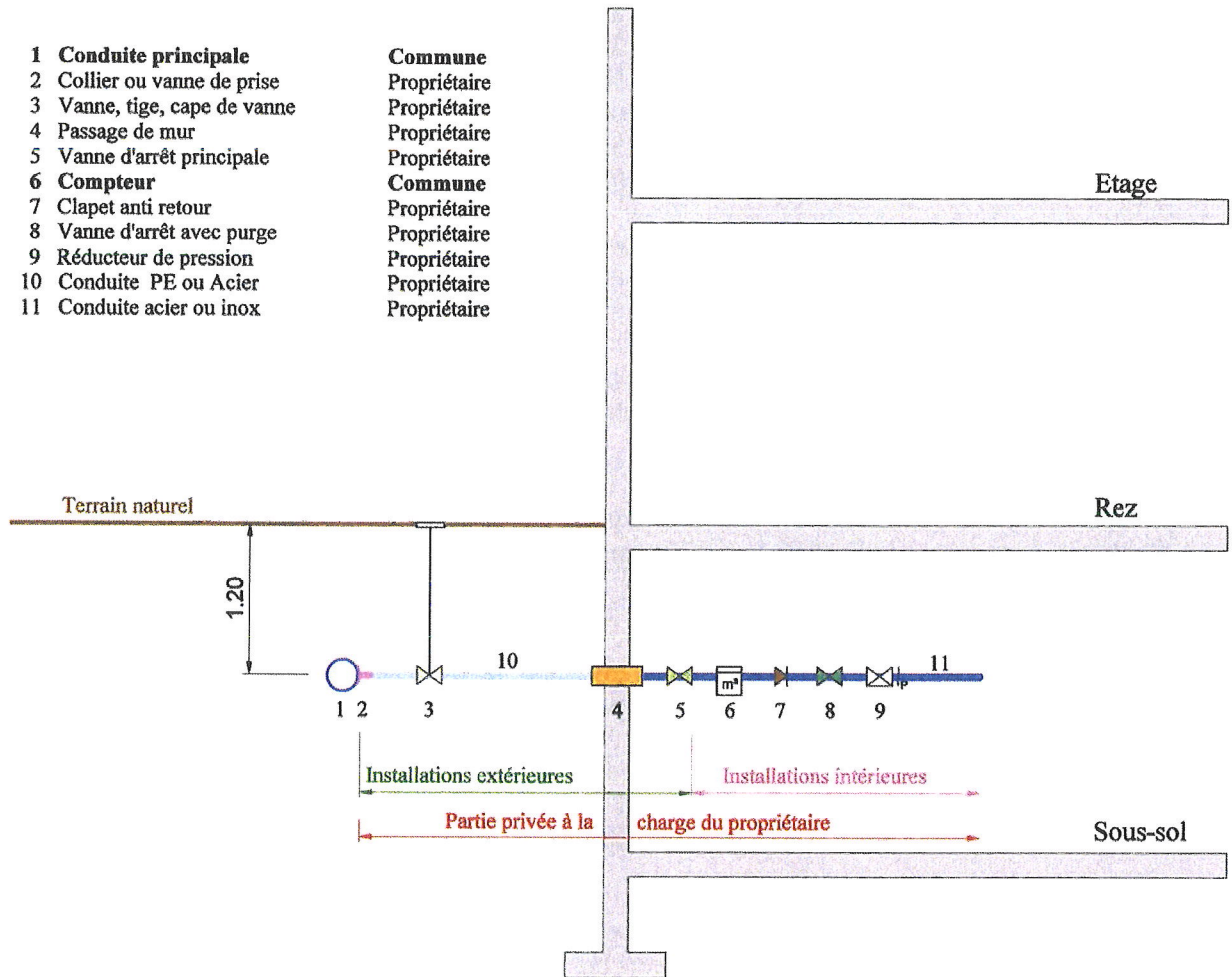 1 Conduite principale Commune
2 Collier ou vanne de prise Propriétaire
3 Vanne, tige, cape de vanne Propriétaire
4 Passage de mur Propriétaire
5 Vanne d'arrêt principale Propriétaire
6 Compteur Commune
7 Clapet anti retour Propriétaire
8 Vanne d'arrêt avec purge Propriétaire
9 Réducteur de pression Propriétaire
10 Conduite PE ou Acier Propriétaire
11 Conduite acier ou inox Propriétaire
Etage
Terrain naturel
Rez
1.20
10
11
m³
P
1 2 3 4 5 6 7 8 9
Installations extérieures
Installations intérieures
Partie privée à la charge du propriétaire
Sous-sol